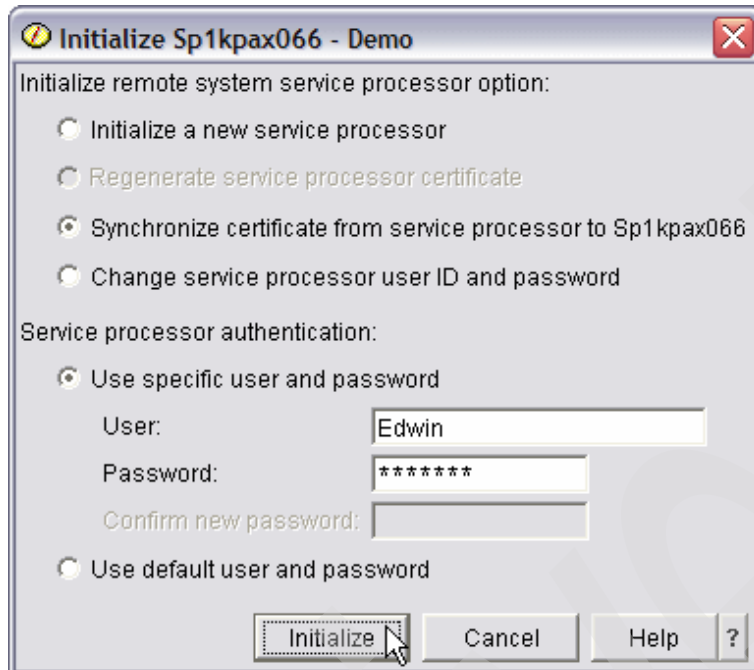 Initialize Sp1kpax066 - Demo
Initialize remote system service processor option:
Initialize a new service processor
Regenerate service processor certificate
Synchronize certificate from service processor to Sp1kpax066
Change service processor user ID and password
Service processor authentication:
Use specific user and password
User: Edwin
Password: *******
Confirm new password:
Use default user and password
Initialize Cancel Help ?